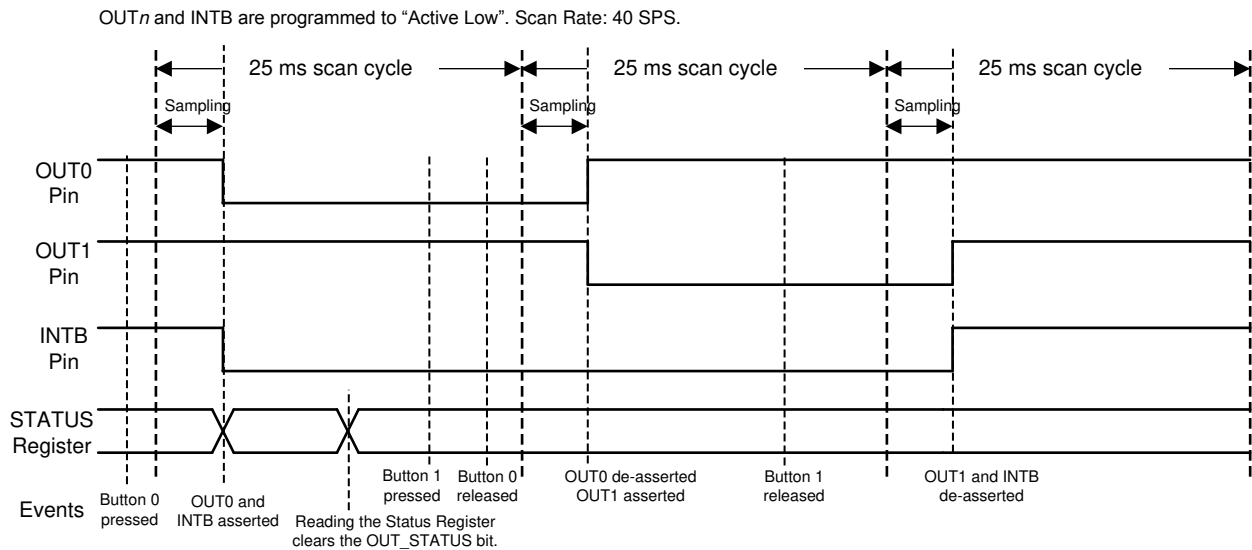 OUTn and INTB are programmed to “Active Low”. Scan Rate: 40 SPS.
25 ms scan cycle
25 ms scan cycle
25 ms scan cycle
Sampling
Sampling
Sampling
OUT0
Pin
OUT1
Pin
INTB
Pin
STATUS
Register
Events
Button 0
pressed
OUT0 and
INTB asserted
Reading the Status Register
clears the OUT_STATUS bit.
Button 1
pressed
Button 0
released
OUT0 de-asserted
OUT1 asserted
Button 1
released
OUT1 and INTB
de-asserted